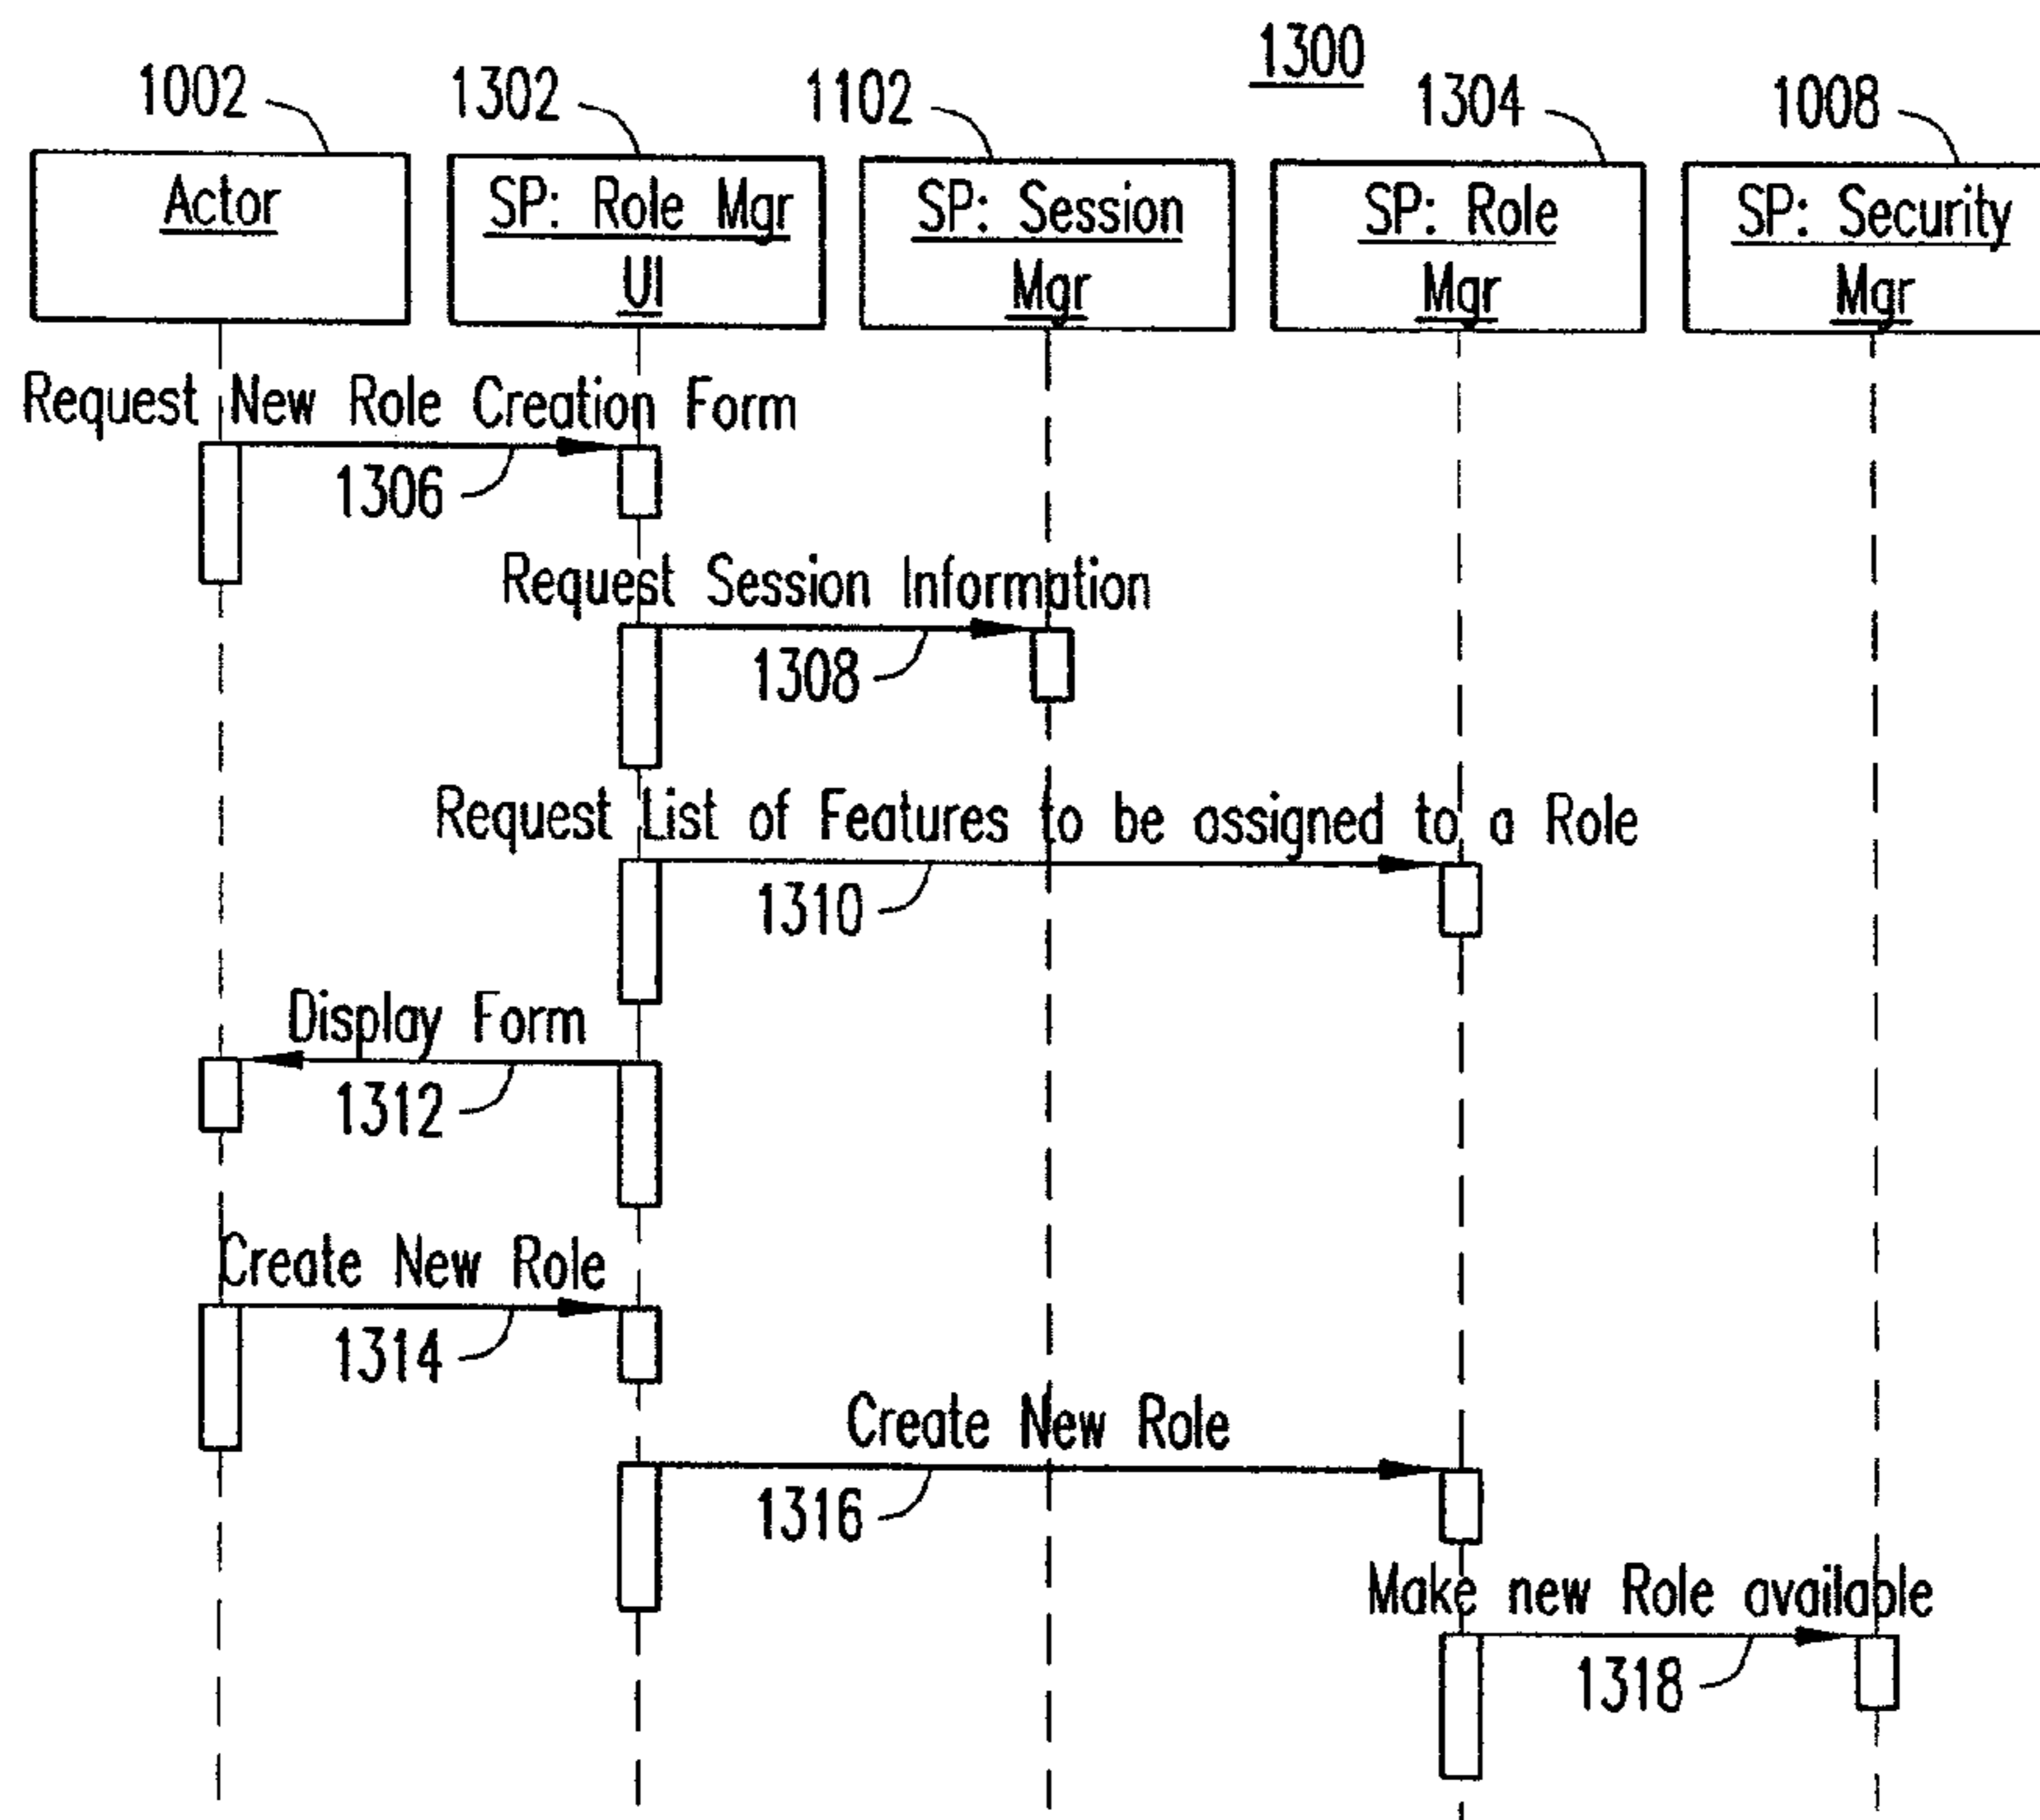 1300
1002
1302
1102
1304
1008
Actor
SP: Role Mgr
UI
SP: Session
Mgr
SP: Role
Mgr
SP: Security
Mgr
Request New Role Creation Form
1306
Request Session Information
1308
Request List of Features to be assigned to a Role
1310
Display Form
1312
Create New Role
1314
Create New Role
1316
Make new Role available
1318